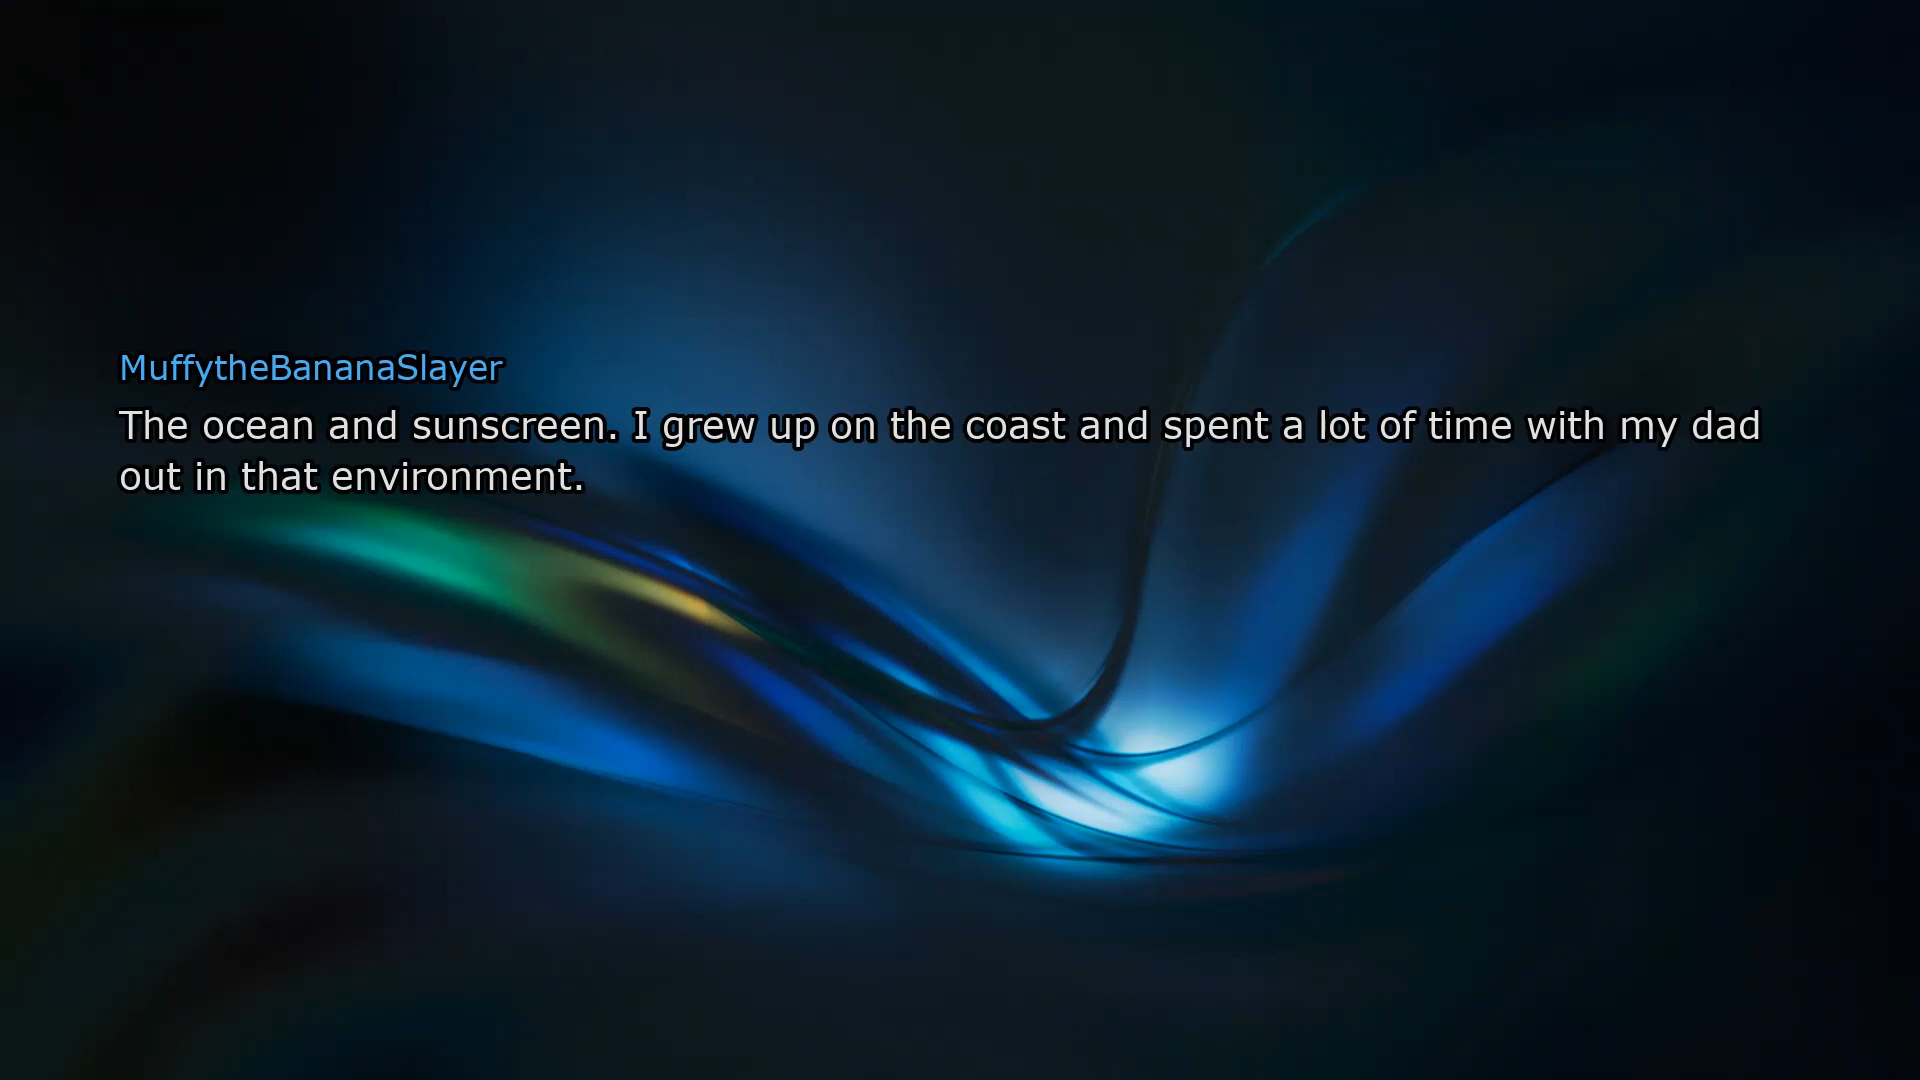 MuffytheBananaSlayer
The ocean and sunscreen. I grew up on the coast and spent a lot of time with my dad
out in that environment.